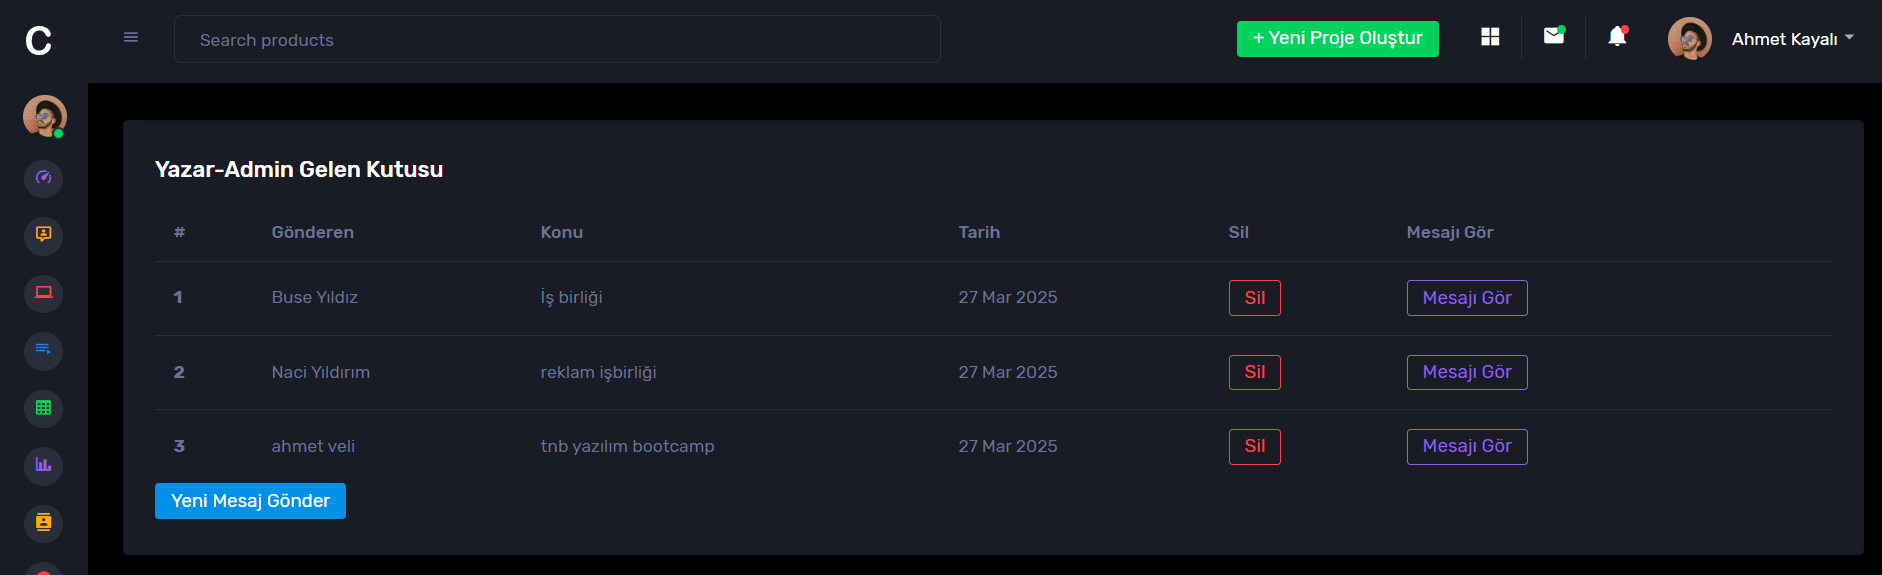 C
Search products
+ Yeni Proje Oluştur
Ahmet Kayalı
Yazar-Admin Gelen Kutusu
# Gönderen Konu Tarih Sil Mesajı Gör
1 Buse Yıldız İş birliği 27 Mar 2025 Sil Mesajı Gör
2 Naci Yıldırım reklam işbirliği 27 Mar 2025 Sil Mesajı Gör
3 ahmet veli tnb yazılım bootcamp 27 Mar 2025 Sil Mesajı Gör
Yeni Mesaj Gönder